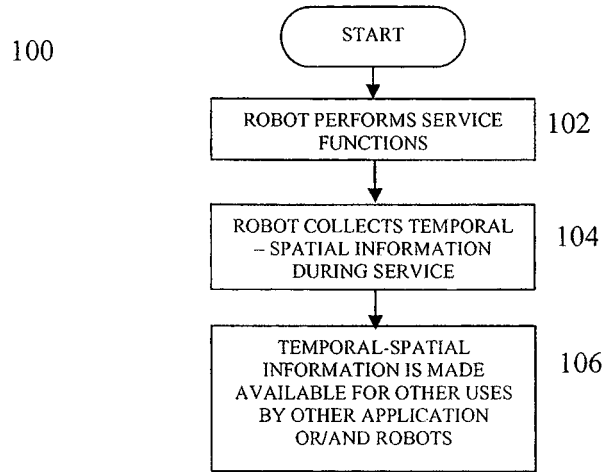 START
100
ROBOT PERFORMS SERVICE
FUNCTIONS
102
ROBOT COLLECTS TEMPORAL
– SPATIAL INFORMATION
DURING SERVICE
104
TEMPORAL-SPATIAL
INFORMATION IS MADE
AVAILABLE FOR OTHER USES
BY OTHER APPLICATION
OR/AND ROBOTS
106